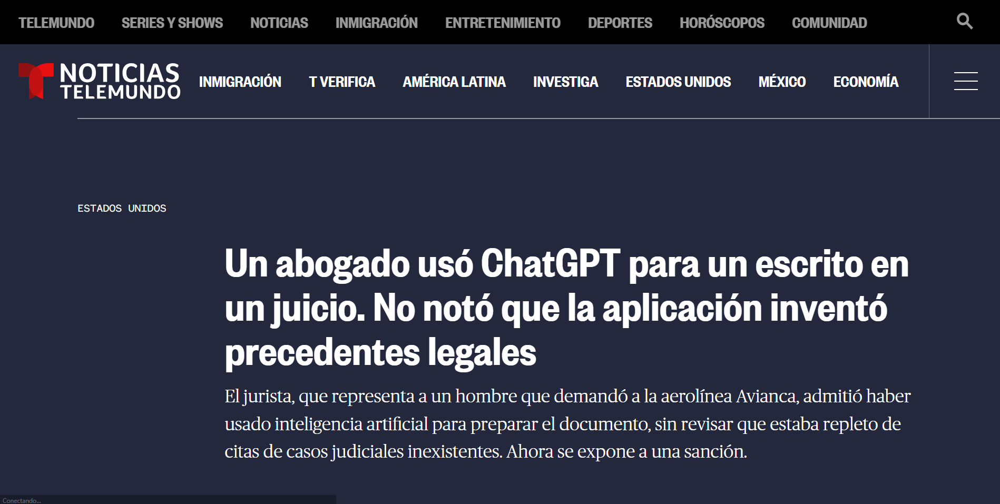 TELEMUNDO SERIES Y SHOWS NOTICIAS INMIGRACIÓN ENTRETENIMIENTO DEPORTES HORÓSCOPOS COMUNIDAD
NOTICIAS
TELEMUNDO
INMIGRACIÓN T VERIFICA AMÉRICA LATINA INVESTIGA ESTADOS UNIDOS MÉXICO ECONOMÍA
ESTADOS UNIDOS
Un abogado usó ChatGPT para un escrito en
un juicio. No notó que la aplicación inventó
precedentes legales
El jurista, que representa a un hombre que demandó a la aerolínea Avianca, admitió haber
usado inteligencia artificial para preparar el documento, sin revisar que estaba repleto de
citas de casos judiciales inexistentes. Ahora se expone a una sanción.
Conectando...